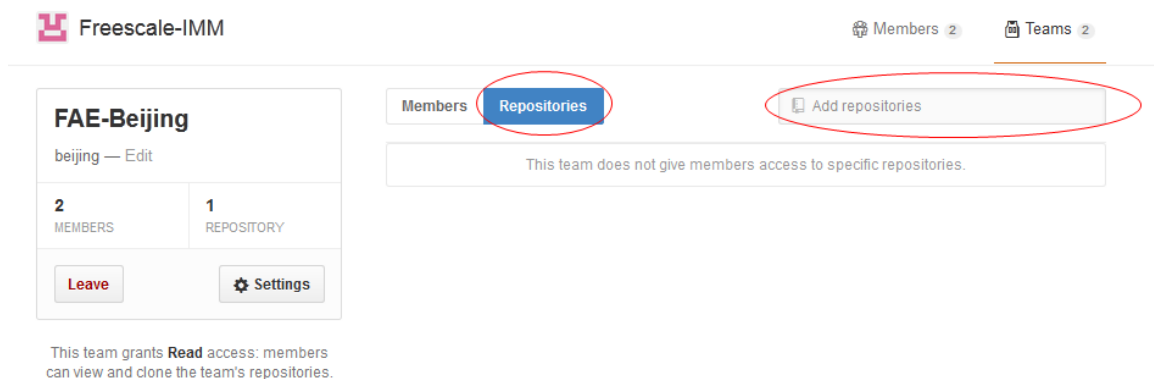 Freescale-IMM
Members 2
Teams 2
FAE-Beijing
beijing — Edit
2
MEMBERS
1
REPOSITORY
Leave
Settings
This team grants Read access: members
can view and clone the team's repositories.
Members
Repositories
Add repositories
This team does not give members access to specific repositories.